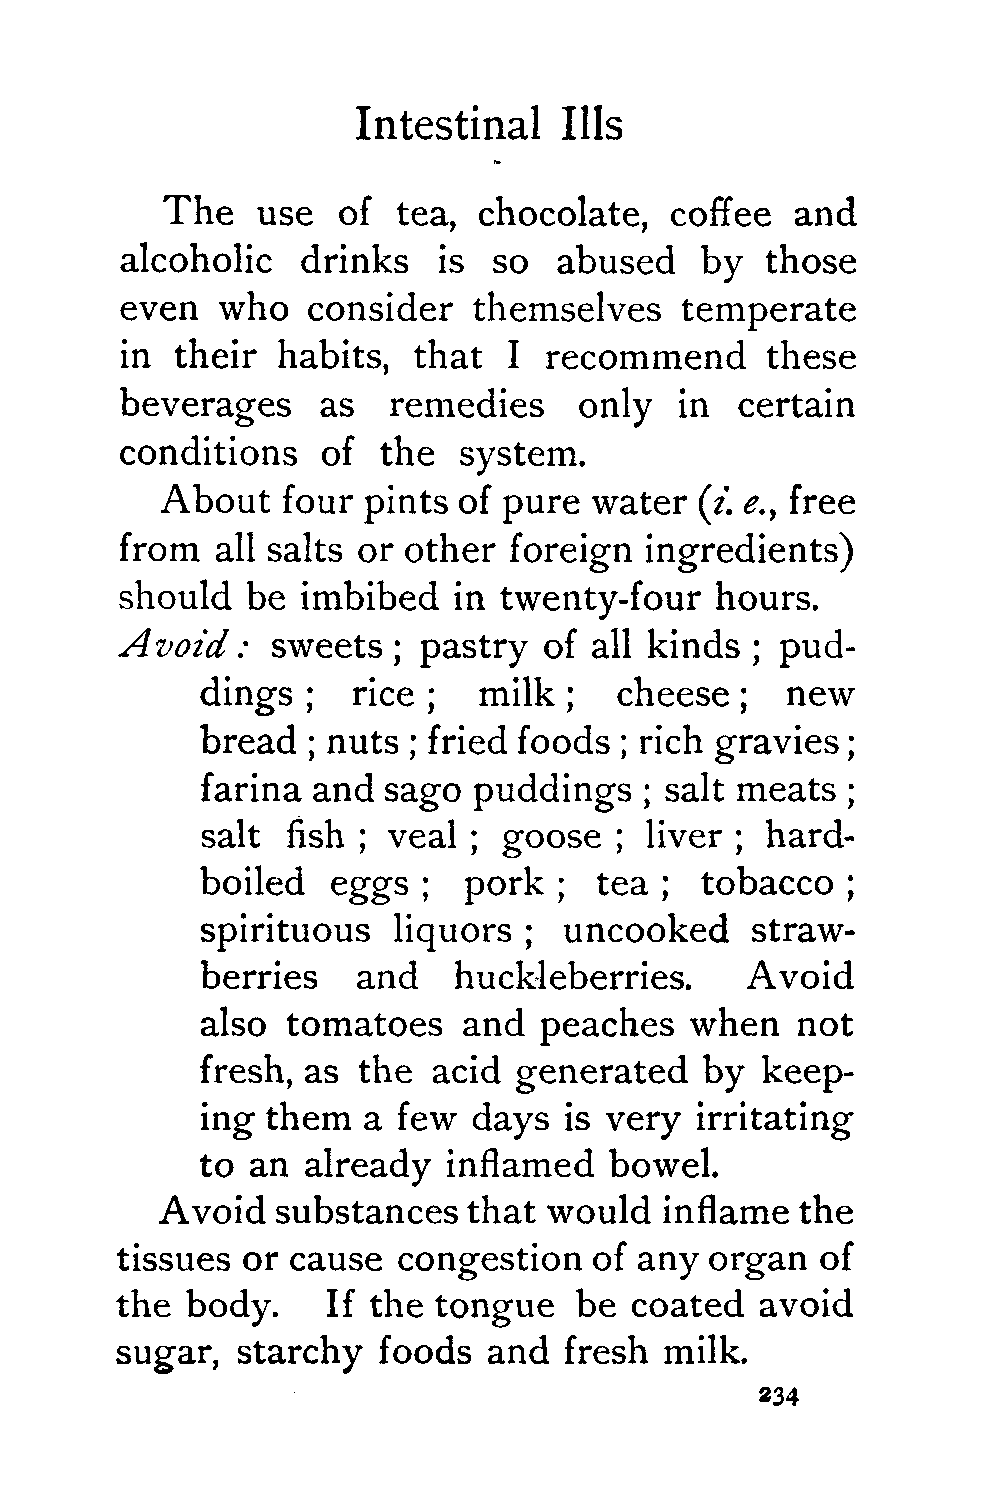 Intestinal Ills
The use of tea, chocolate, coffee and
alcoholic drinks is so abused by those
even who consider themselves temperate
in their habits, that I recommend these
beverages as remedies only in certain
conditions of the system.
About four pints of pure water (i. e., free
from all salts or other foreign ingredients)
should be imbibed in twenty-four hours.
Avoid : sweets ; pastry of all kinds ; pud-
dings ; rice ; milk ; cheese ; new
bread ; nuts ; fried foods ; rich gravies ;
farina and sago puddings ; salt meats ;
salt fish ; veal ; goose ; liver ; hard-
boiled eggs ; pork ; tea ; tobacco ;
spirituous liquors ; uncooked straw-
berries and huckleberries. Avoid
also tomatoes and peaches when not
fresh, as the acid generated by keep-
ing them a few days is very irritating
to an already inflamed bowel.
Avoid substances that would inflame the
tissues or cause congestion of any organ of
the body. If the tongue be coated avoid
sugar, starchy foods and fresh milk.
234